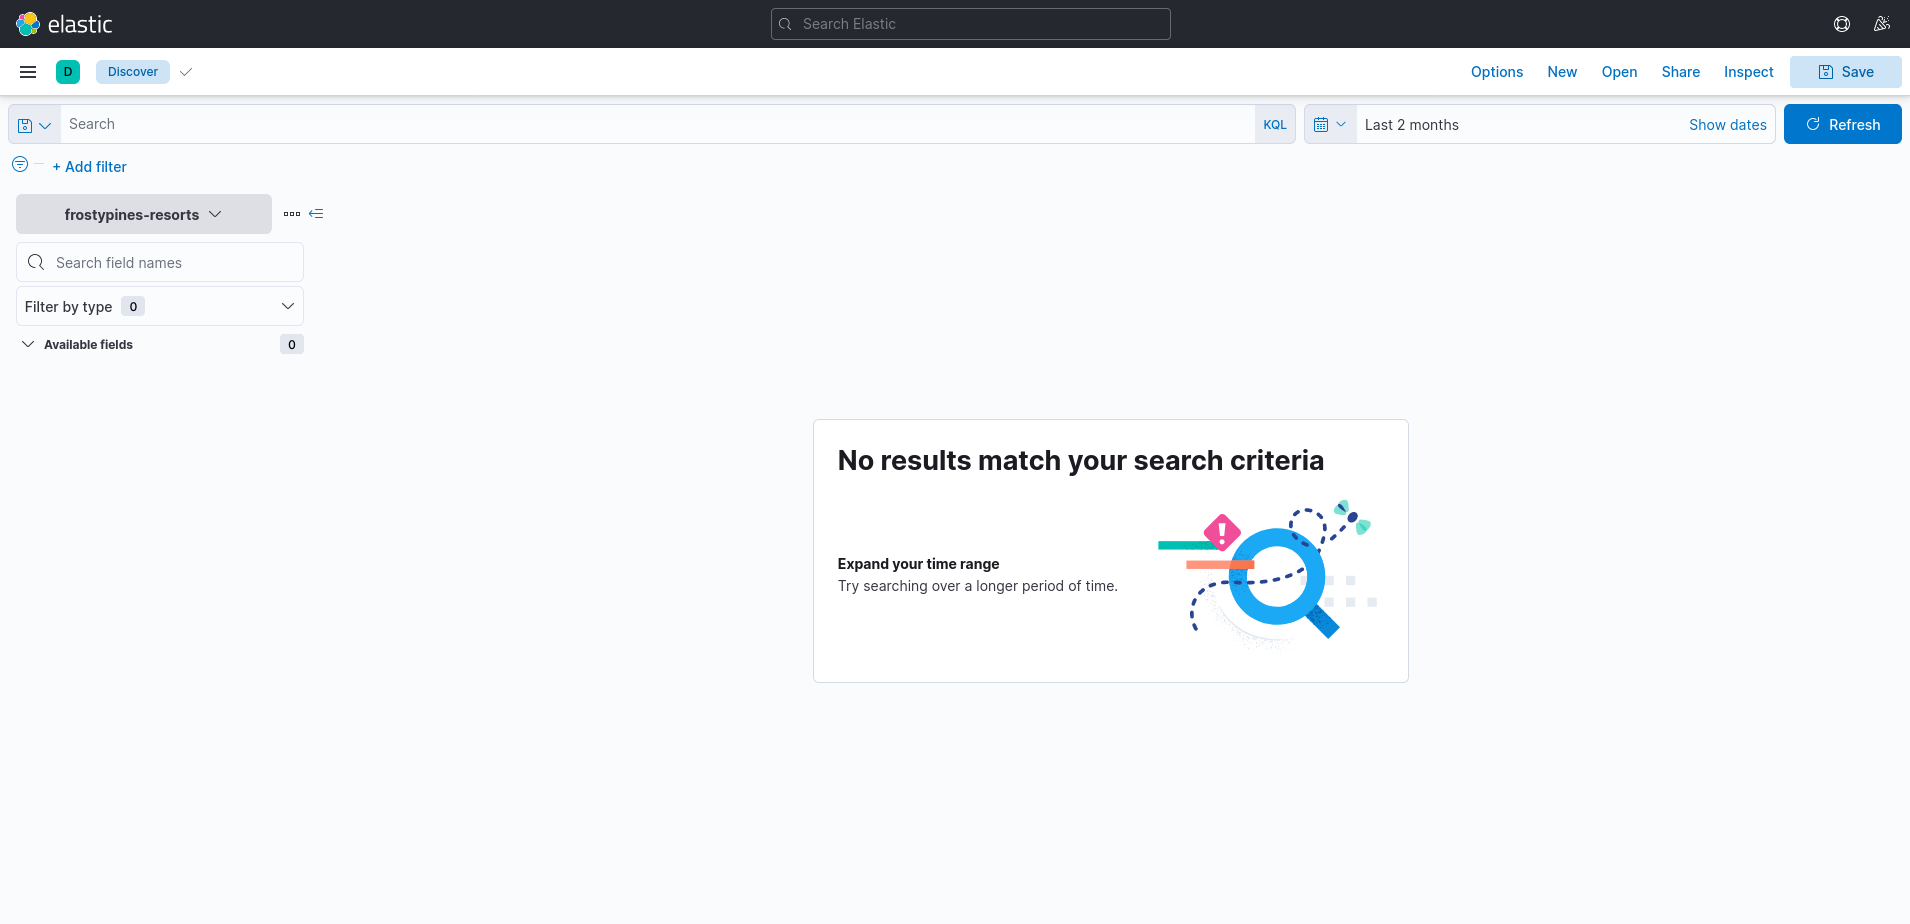 elastic
Search Elastic
D
Discover
Options
New
Open
Share
Inspect
Save
Search
KQL
Last 2 months
Show dates
Refresh
+ Add filter
frostypines-resorts
Search field names
Filter by type 0
Available fields 0
No results match your search criteria
Expand your time range
Try searching over a longer period of time.